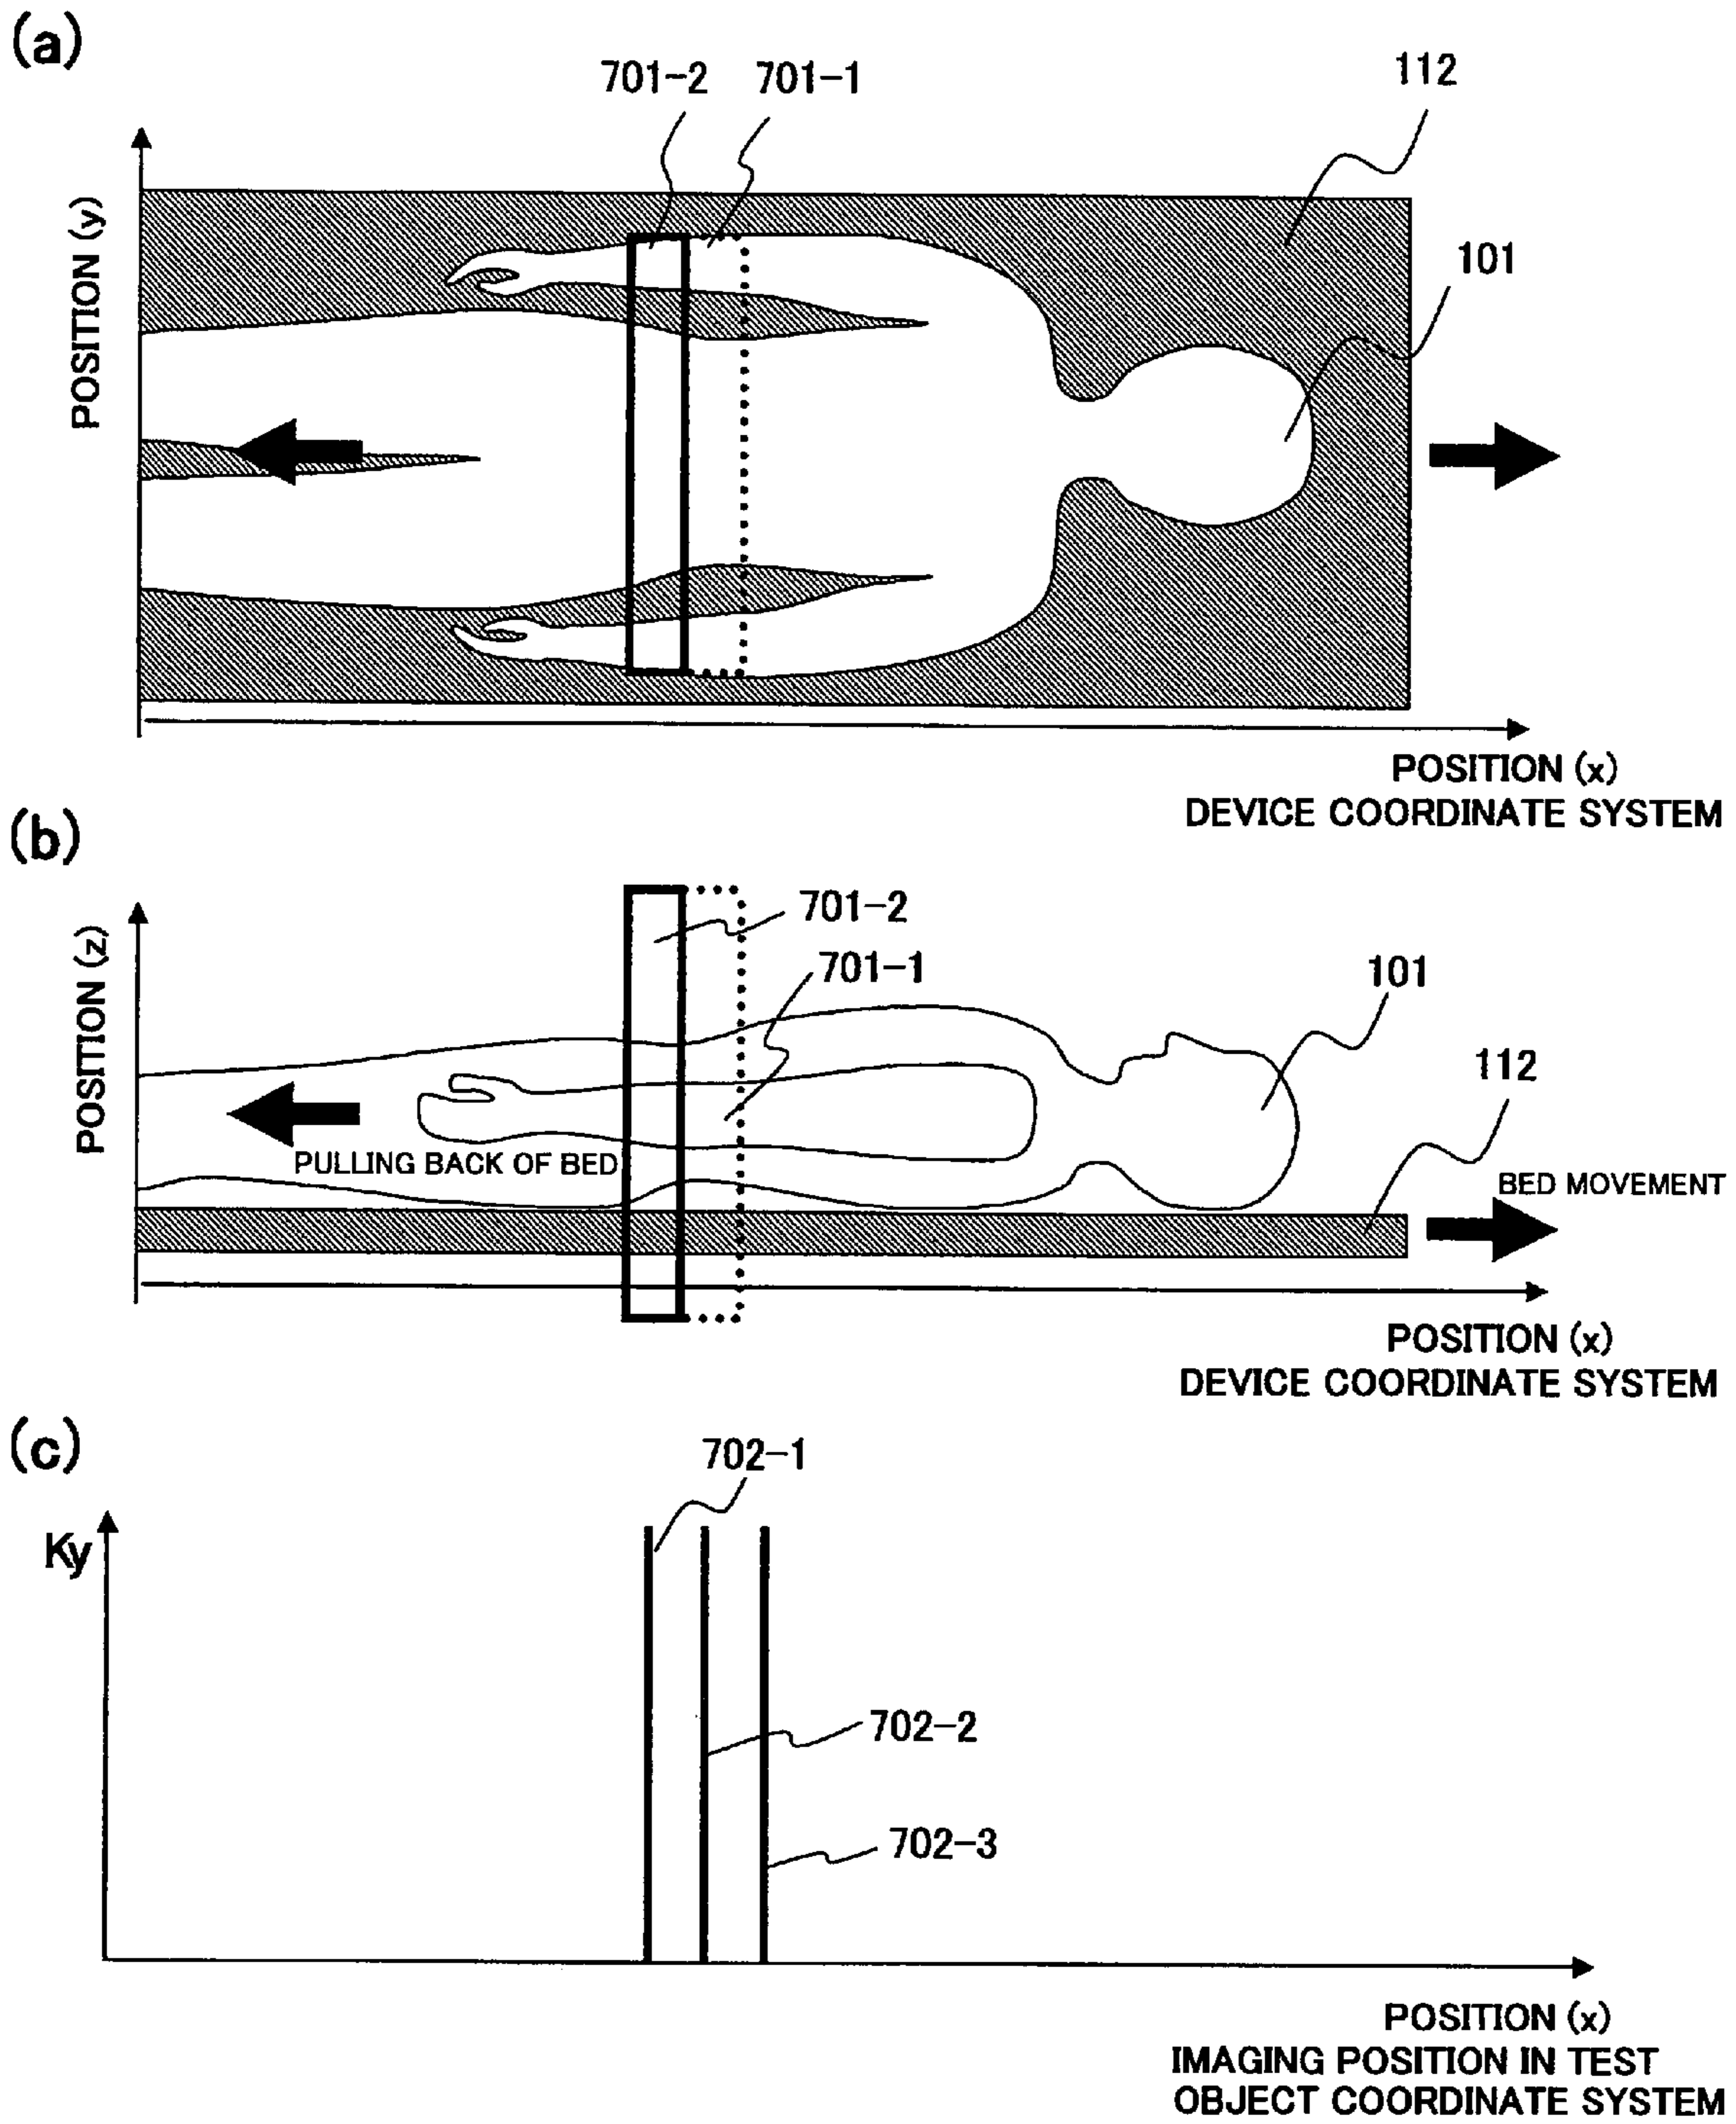 (a)
701-2 701-1 112
POSITION (y)
101
POSITION (x)
DEVICE COORDINATE SYSTEM
(b)
701-2
POSITION (z)
701-1
101
112
PULLING BACK OF BED
BED MOVEMENT
POSITION (x)
DEVICE COORDINATE SYSTEM
(c)
702-1
Ky
702-2
702-3
POSITION (x)
IMAGING POSITION IN TEST
OBJECT COORDINATE SYSTEM